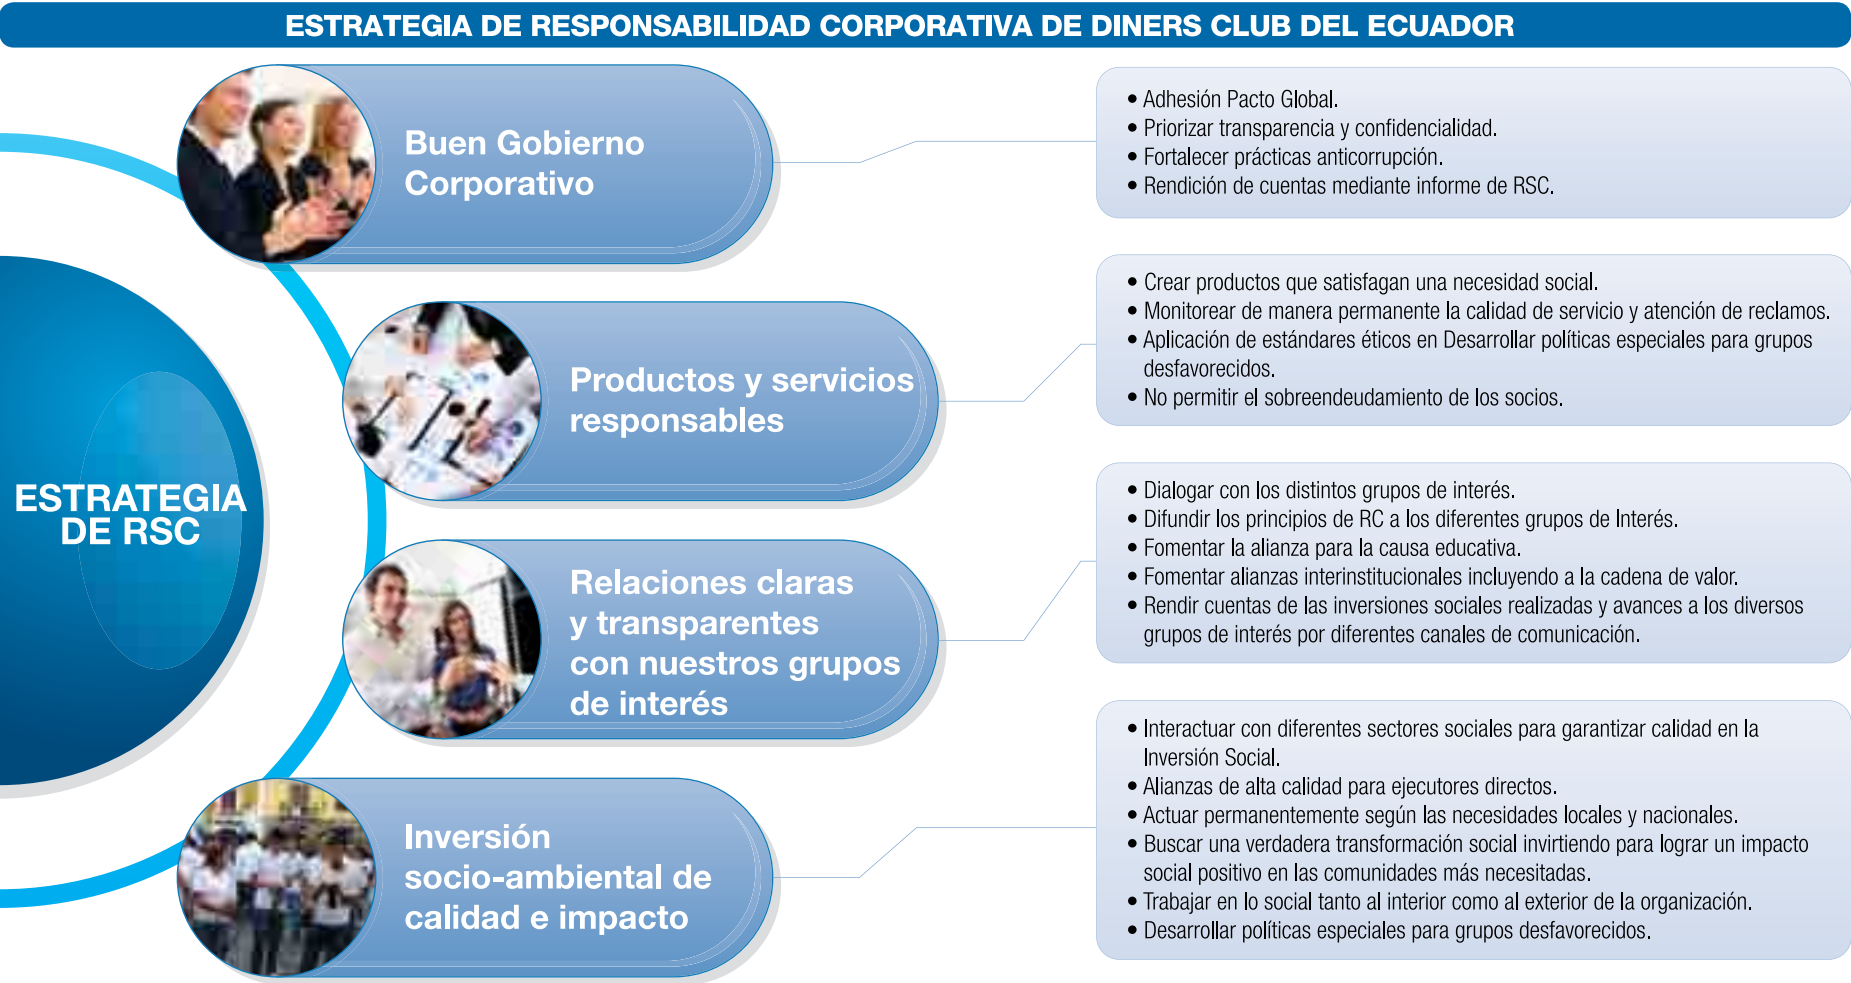 ESTRATEGIA DE RESPONSABILIDAD CORPORATIVA DE DINERS CLUB DEL ECUADOR
ESTRATEGIA
DE RSC
Buen Gobierno
Corporativo
• Adhesión Pacto Global.
• Priorizar transparencia y confidencialidad.
• Fortalecer prácticas anticorrupción.
• Rendición de cuentas mediante informe de RSC.
Productos y servicios
responsables
• Crear productos que satisfagan una necesidad social.
• Monitorear de manera permanente la calidad de servicio y atención de reclamos.
• Aplicación de estándares éticos en Desarrollar políticas especiales para grupos
desfavorecidos.
• No permitir el sobreendeudamiento de los socios.
Relaciones claras
y transparentes
con nuestros grupos
de interés
• Dialogar con los distintos grupos de interés.
• Difundir los principios de RC a los diferentes grupos de Interés.
• Fomentar la alianza para la causa educativa.
• Fomentar alianzas interinstitucionales incluyendo a la cadena de valor.
• Rendir cuentas de las inversiones sociales realizadas y avances a los diversos
grupos de interés por diferentes canales de comunicación.
Inversión
socio-ambiental de
calidad e impacto
• Interactuar con diferentes sectores sociales para garantizar calidad en la
Inversión Social.
• Alianzas de alta calidad para ejecutores directos.
• Actuar permanentemente según las necesidades locales y nacionales.
• Buscar una verdadera transformación social invirtiendo para lograr un impacto
social positivo en las comunidades más necesitadas.
• Trabajar en lo social tanto al interior como al exterior de la organización.
• Desarrollar políticas especiales para grupos desfavorecidos.